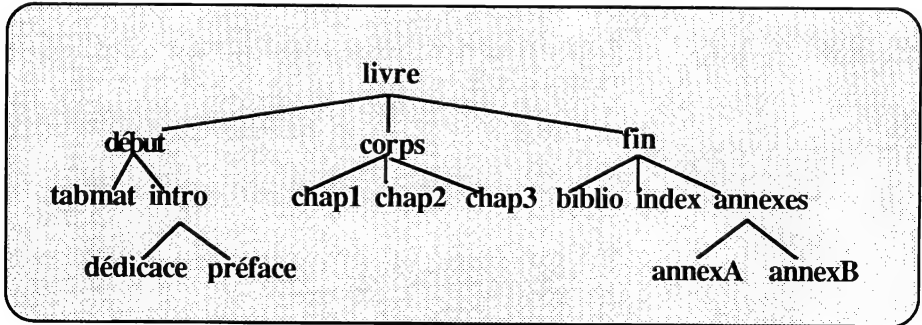 livre
début corps fin
tabmat intro chap1 chap2 chap3 biblio index annexes
dédicace préface annexA annexB